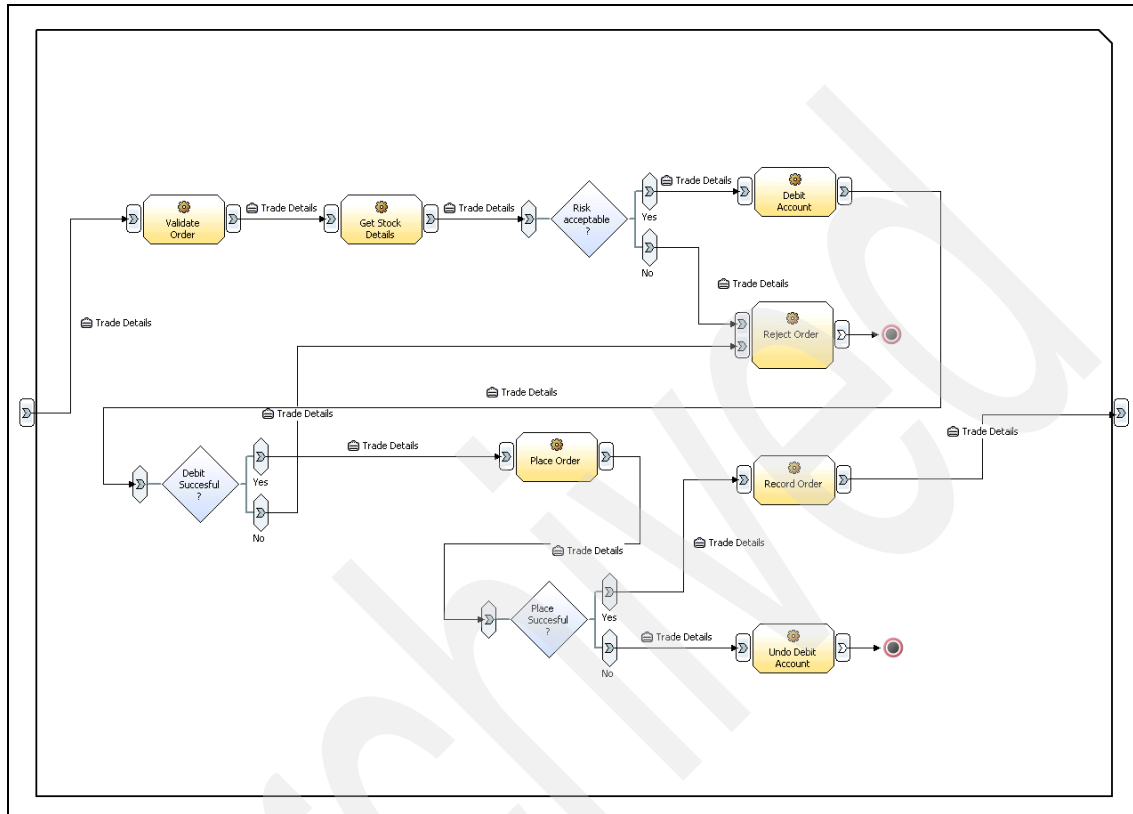 Trade Details
Validate
Order
Trade Details
Get Stock
Details
Trade Details
Risk
acceptable
?
Yes
No
Trade Details
Debit
Account
Trade Details
Reject Order
Trade Details
Trade Details
Debit
Succesful
?
Yes
No
Trade Details
Place Order
Trade Details
Place
Succesful
?
Yes
No
Trade Details
Record Order
Trade Details
Trade Details
Undo Debit
Account
chived